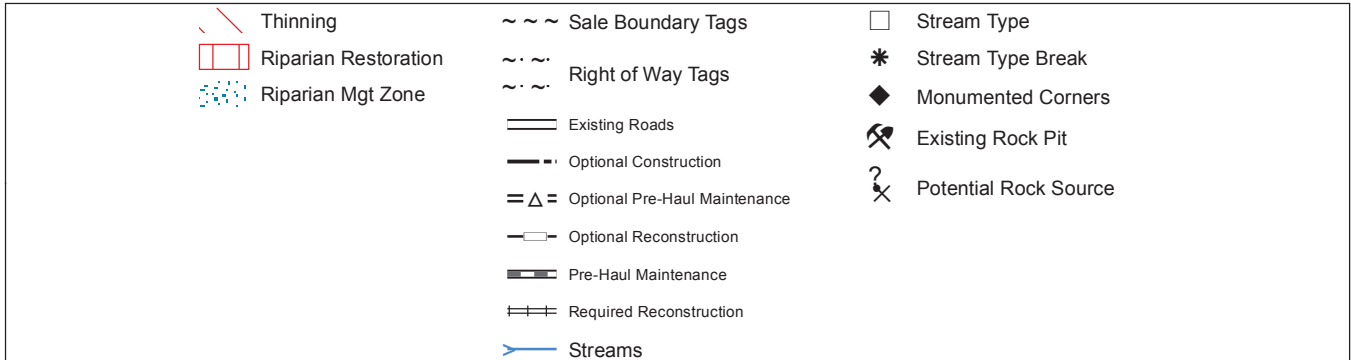 Thinning
Riparian Restoration
Riparian Mgt Zone
Sale Boundary Tags
Right of Way Tags
Existing Roads
Optional Construction
Optional Pre-Haul Maintenance
Optional Reconstruction
Pre-Haul Maintenance
Required Reconstruction
Streams
Stream Type
Stream Type Break
Monumented Corners
Existing Rock Pit
?
Potential Rock Source